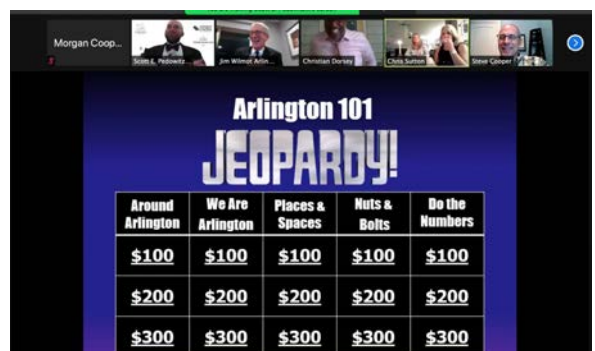 Morgan Coop...
Scott E. Pedowitz
Jim Wilmot Arlin...
Christian Dorsey
Chris Sutton
Steve Cooper
Arlington 101
JEOPARDY!
Around Arlington
We Are Arlington
Places & Spaces
Nuts & Bolts
Do the Numbers
$100 $100 $100 $100 $100
$200 $200 $200 $200 $200
$300 $300 $300 $300 $300